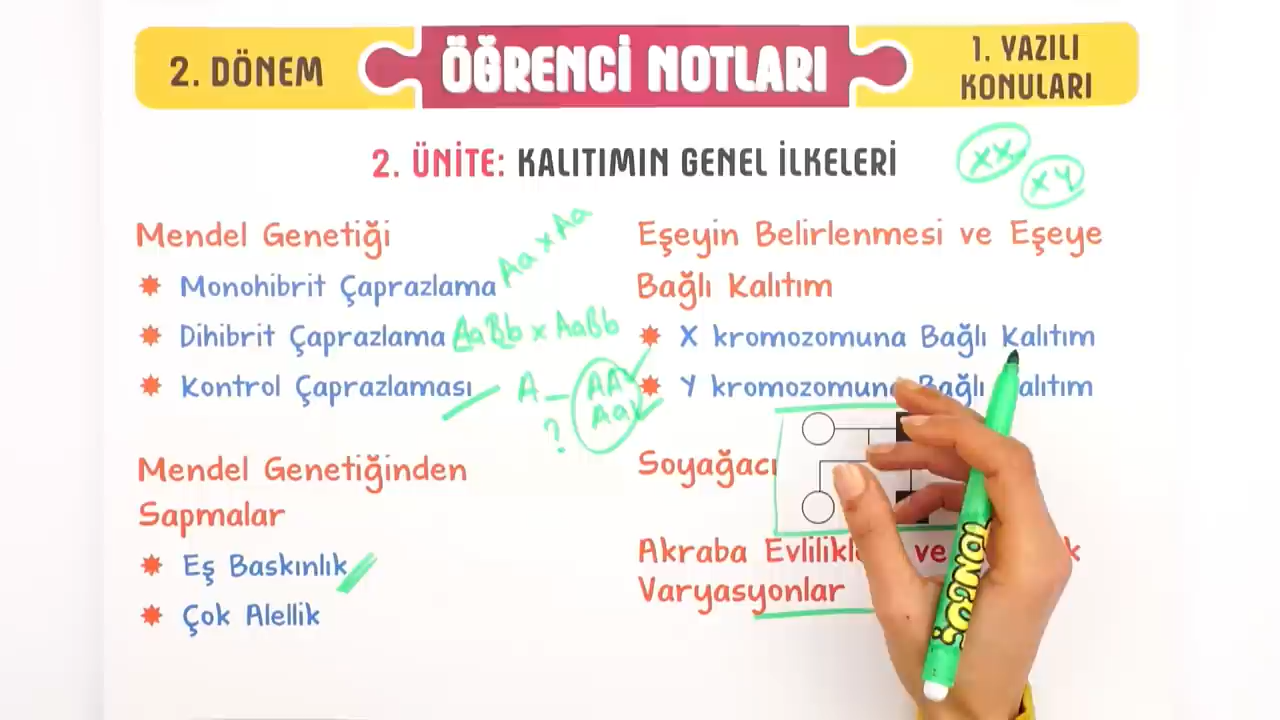 2. DÖNEM
ÖĞRENCİ NOTLARI
1. YAZILI
KONULARI
2. ÜNİTE: KALITIMIN GENEL İLKELERİ
XX
XY
Mendel Genetiği
Monohibrit Çaprazlama
Aa x Aa
Dihibrit Çaprazlama
AaBb x AaBb
Kontrol Çaprazlaması
A_
?
AA
Aa
Mendel Genetiğinden
Sapmalar
Eş Baskınlık
Çok Alellik
Eşeyin Belirlenmesi ve Eşeye
Bağlı Kalıtım
X kromozomuna Bağlı Kalıtım
Y kromozomuna Bağlı Kalıtım
Soyağacı
Akraba ve
Varyasyonlar
TONGUÇ